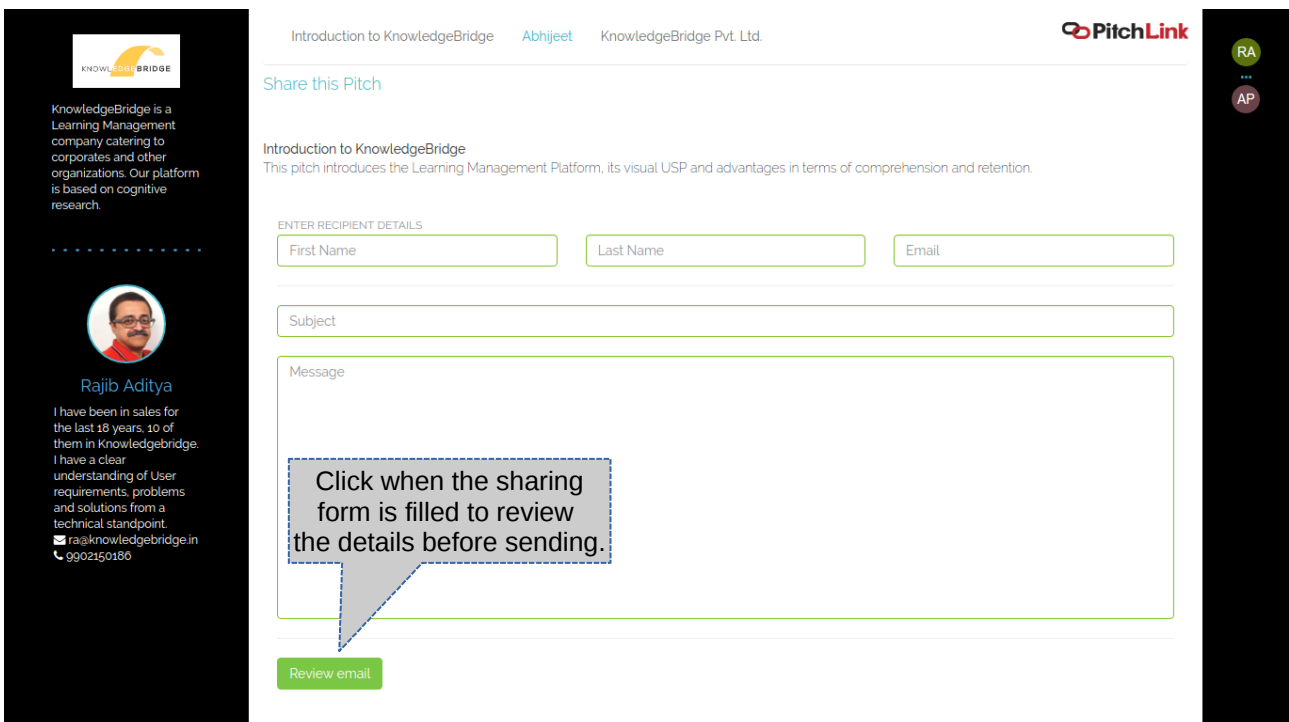 KNOWLEDGEBRIDGE
KnowledgeBridge is a
Learning Management
company catering to
corporates and other
organizations. Our platform
is based on cognitive
research.
Rajib Aditya
I have been in sales for
the last 18 years, 10 of
them in Knowledgebridge.
I have a clear
understanding of User
requirements, problems
and solutions from a
technical standpoint.
ra@knowledgebridge.in
9902150186
Introduction to KnowledgeBridge Abhijeet KnowledgeBridge Pvt. Ltd.
PitchLink
Share this Pitch
Introduction to KnowledgeBridge
This pitch introduces the Learning Management Platform, its visual USP and advantages in terms of comprehension and retention.
ENTER RECIPIENT DETAILS
First Name Last Name Email
Subject
Message
Click when the sharing
form is filled to review
the details before sending.
Review email
RA
AP